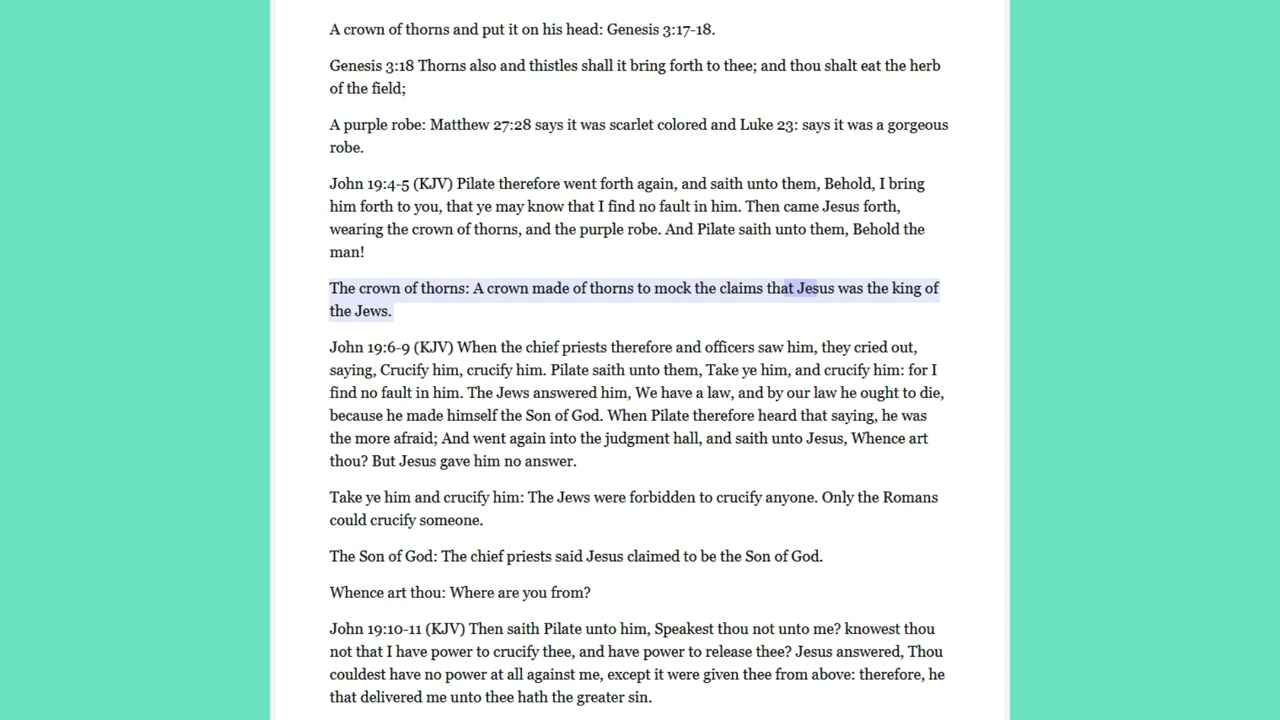 A crown of thorns and put it on his head: Genesis 3:17-18.
Genesis 3:18 Thorns also and thistles shall it bring forth to thee; and thou shalt eat the herb
of the field;
A purple robe: Matthew 27:28 says it was scarlet colored and Luke 23: says it was a gorgeous
robe.
John 19:4-5 (KJV) Pilate therefore went forth again, and saith unto them, Behold, I bring
him forth to you, that ye may know that I find no fault in him. Then came Jesus forth,
wearing the crown of thorns, and the purple robe. And Pilate saith unto them, Behold the
man!
The crown of thorns: A crown made of thorns to mock the claims that Jesus was the king of
the Jews.
John 19:6-9 (KJV) When the chief priests therefore and officers saw him, they cried out,
saying, Crucify him, crucify him. Pilate saith unto them, Take ye him, and crucify him: for I
find no fault in him. The Jews answered him, We have a law, and by our law he ought to die,
because he made himself the Son of God. When Pilate therefore heard that saying, he was
the more afraid; And went again into the judgment hall, and saith unto Jesus, Whence art
thou? But Jesus gave him no answer.
Take ye him and crucify him: The Jews were forbidden to crucify anyone. Only the Romans
could crucify someone.
The Son of God: The chief priests said Jesus claimed to be the Son of God.
Whence art thou: Where are you from?
John 19:10-11 (KJV) Then saith Pilate unto him, Speakest thou not unto me? knowest thou
not that I have power to crucify thee, and have power to release thee? Jesus answered, Thou
couldest have no power at all against me, except it were given thee from above: therefore, he
that delivered me unto thee hath the greater sin.